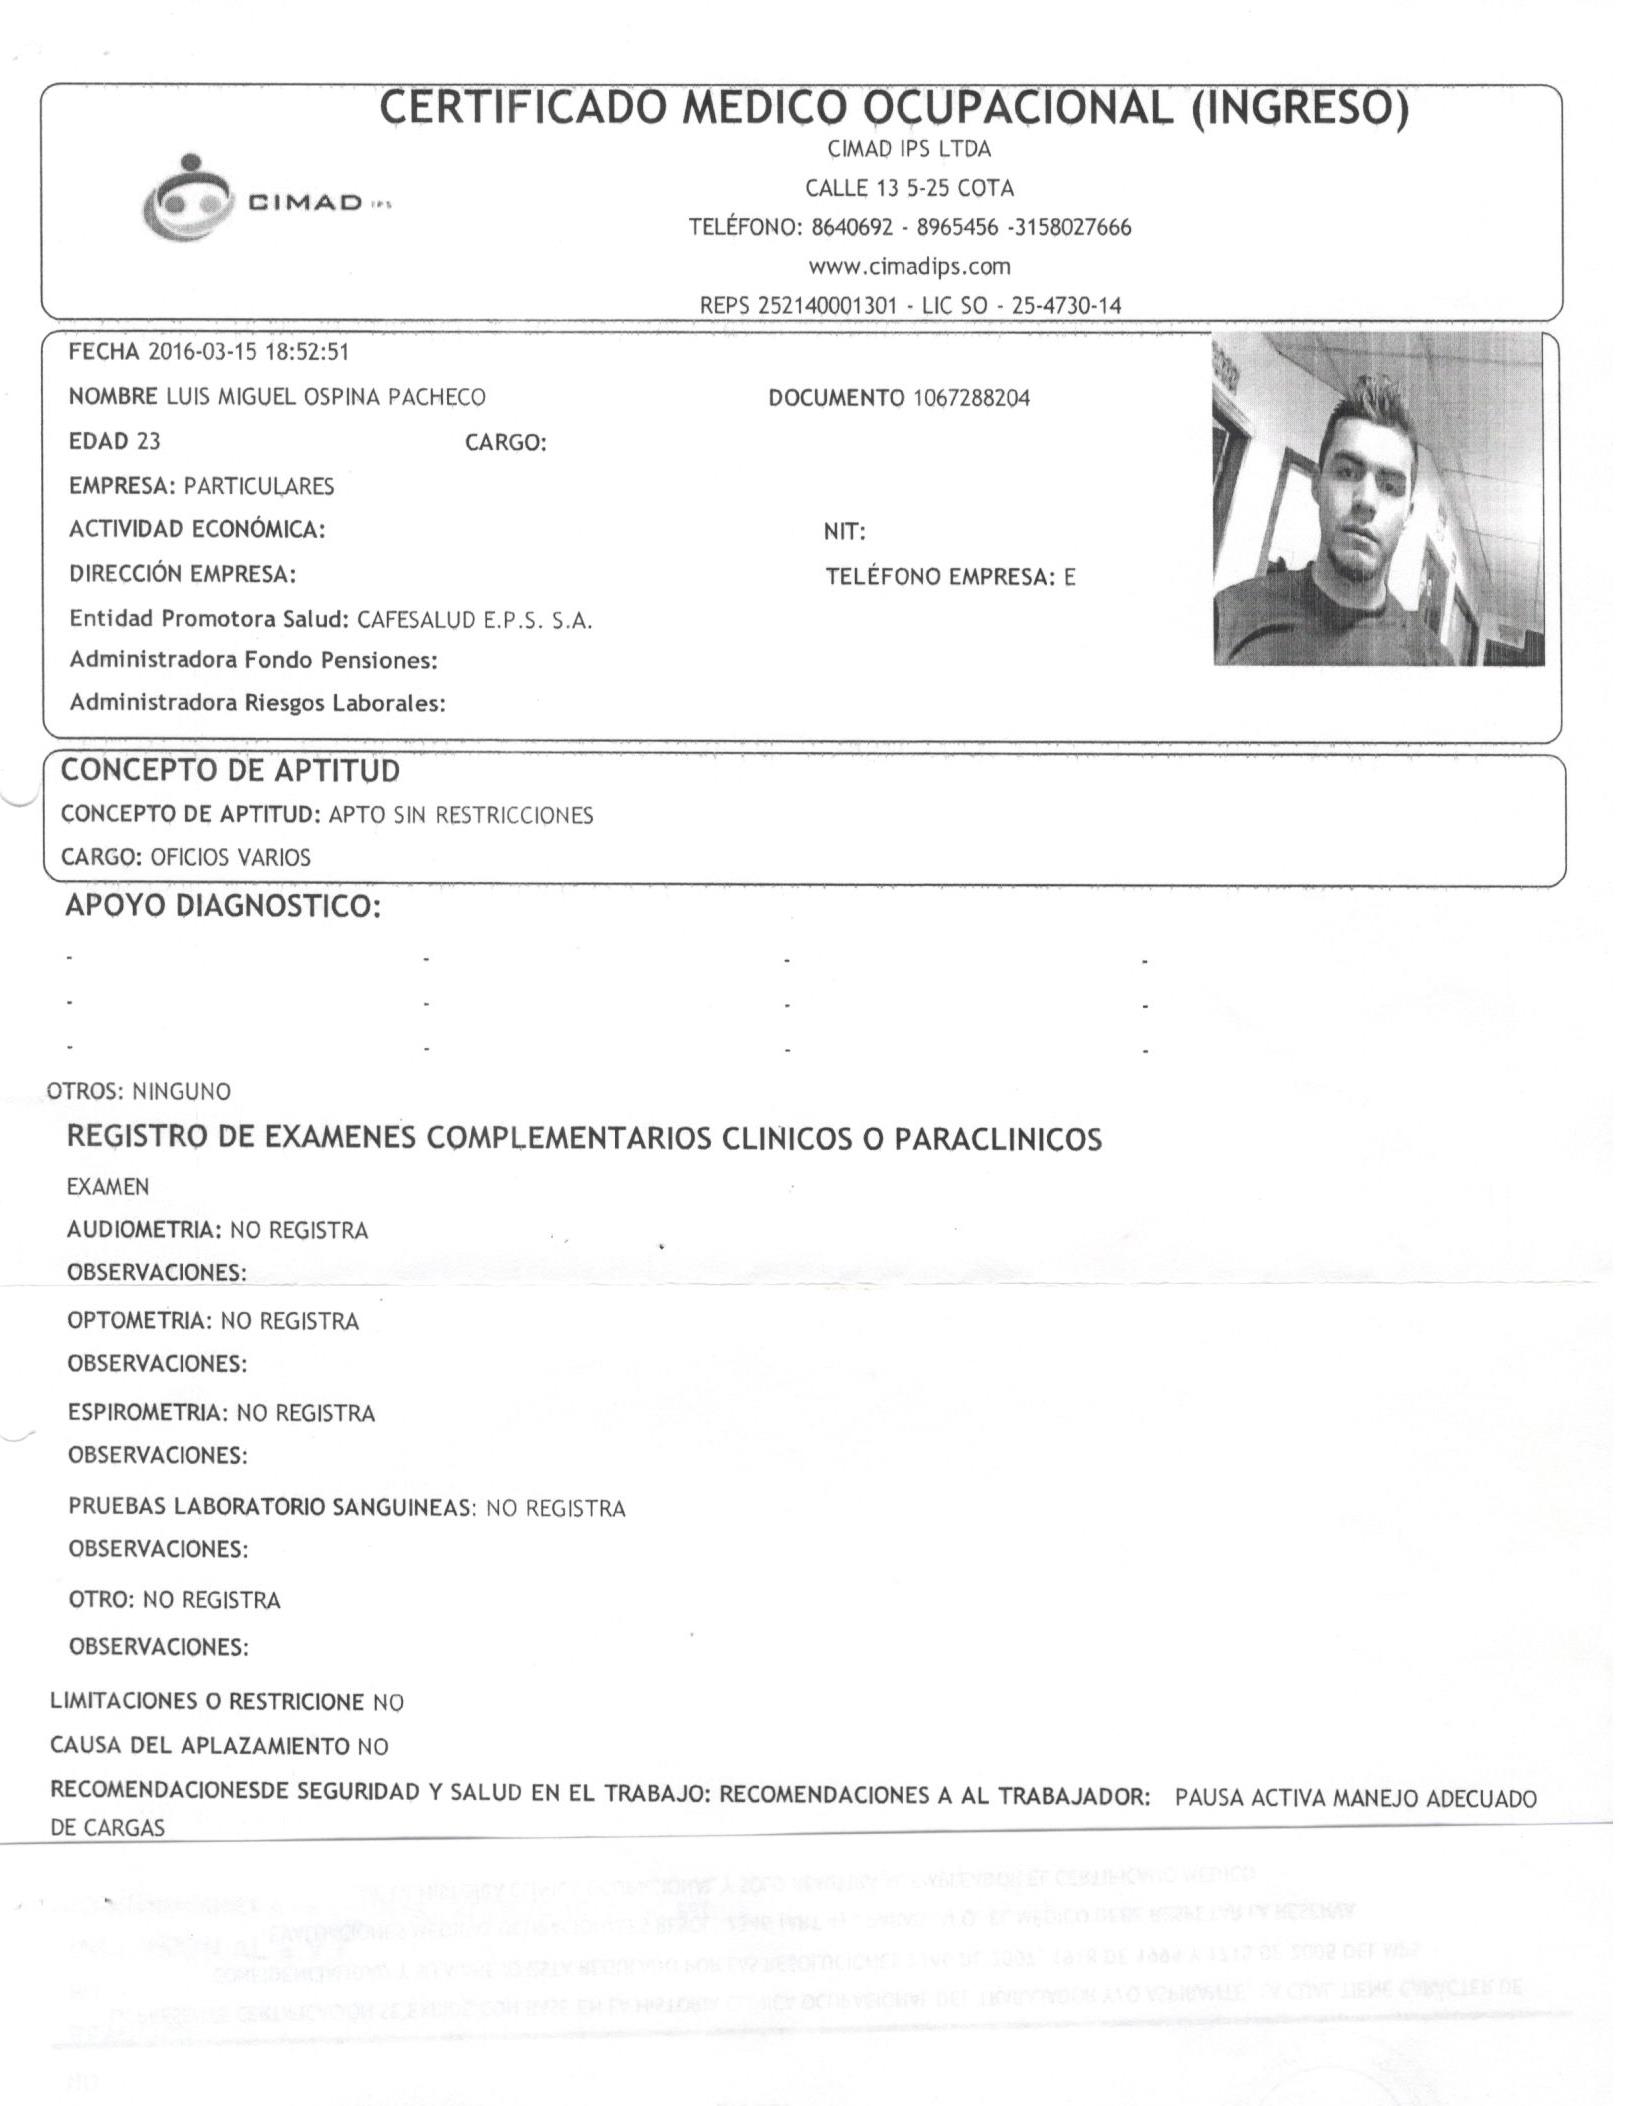 CERTIFICADO MEDICO OCUPACIONAL (INGRESO)
CIMAD IPS
CIMAD IPS LTDA
CALLE 13 5-25 COTA
TELÉFONO: 8640692 - 8965456 -3158027666
www.cimadips.com
REPS 252140001301 - LIC SO - 25-4730-14
FECHA 2016-03-15 18:52:51
NOMBRE LUIS MIGUEL OSPINA PACHECO DOCUMENTO 1067288204
EDAD 23 CARGO:
EMPRESA: PARTICULARES
ACTIVIDAD ECONÓMICA: NIT:
DIRECCIÓN EMPRESA: TELÉFONO EMPRESA: E
Entidad Promotora Salud: CAFESALUD E.P.S. S.A.
Administradora Fondo Pensiones:
Administradora Riesgos Laborales:
CONCEPTO DE APTITUD
CONCEPTO DE APTITUD: APTO SIN RESTRICCIONES
CARGO: OFICIOS VARIOS
APOYO DIAGNOSTICO:
- - - -
- - - -
- - - -
OTROS: NINGUNO
REGISTRO DE EXAMENES COMPLEMENTARIOS CLINICOS O PARACLINICOS
EXAMEN
AUDIOMETRIA: NO REGISTRA
OBSERVACIONES:
OPTOMETRIA: NO REGISTRA
OBSERVACIONES:
ESPIROMETRIA: NO REGISTRA
OBSERVACIONES:
PRUEBAS LABORATORIO SANGUINEAS: NO REGISTRA
OBSERVACIONES:
OTRO: NO REGISTRA
OBSERVACIONES:
LIMITACIONES O RESTRICIONE NO
CAUSA DEL APLAZAMIENTO NO
RECOMENDACIONESDE SEGURIDAD Y SALUD EN EL TRABAJO: RECOMENDACIONES A AL TRABAJADOR: PAUSA ACTIVA MANEJO ADECUADO
DE CARGAS